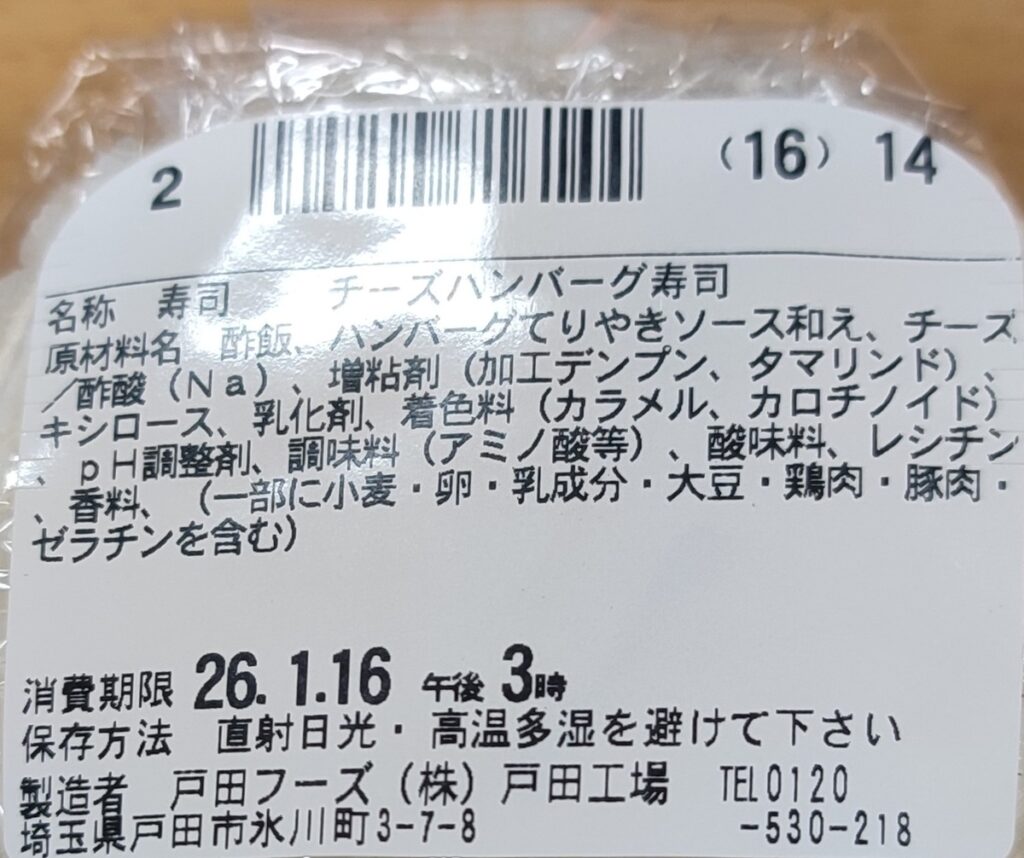 2 (16) 14
名称 寿司 チーズハンバーグ寿司
原材料名 酢飯、ハンバーグてりやきソース和え、チーズ
／酢酸(Na)、増粘剤(加工デンプン、タマリンド)、
キシロース、乳化剤、着色料(カラメル、カロチノイド)
、pH調整剤、調味料(アミノ酸等)、酸味料、レシチン
、香料、(一部に小麦・卵・乳成分・大豆・鶏肉・豚肉・
ゼラチンを含む)
消費期限 26.1.16 午後 3時
保存方法 直射日光・高温多湿を避けて下さい
製造者 戸田フーズ(株)戸田工場 TEL0120
埼玉県戸田市氷川町3-7-8 -530-218